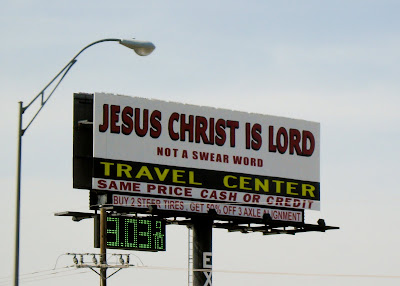 JESUS CHRIST IS LORD
NOT A SWEAR WORD
TRAVEL CENTER
SAME PRICE CASH OR CREDIT
BUY 2 STEER TIRES GET 50% OFF 3 AXLE ALIGNMENT
E
X